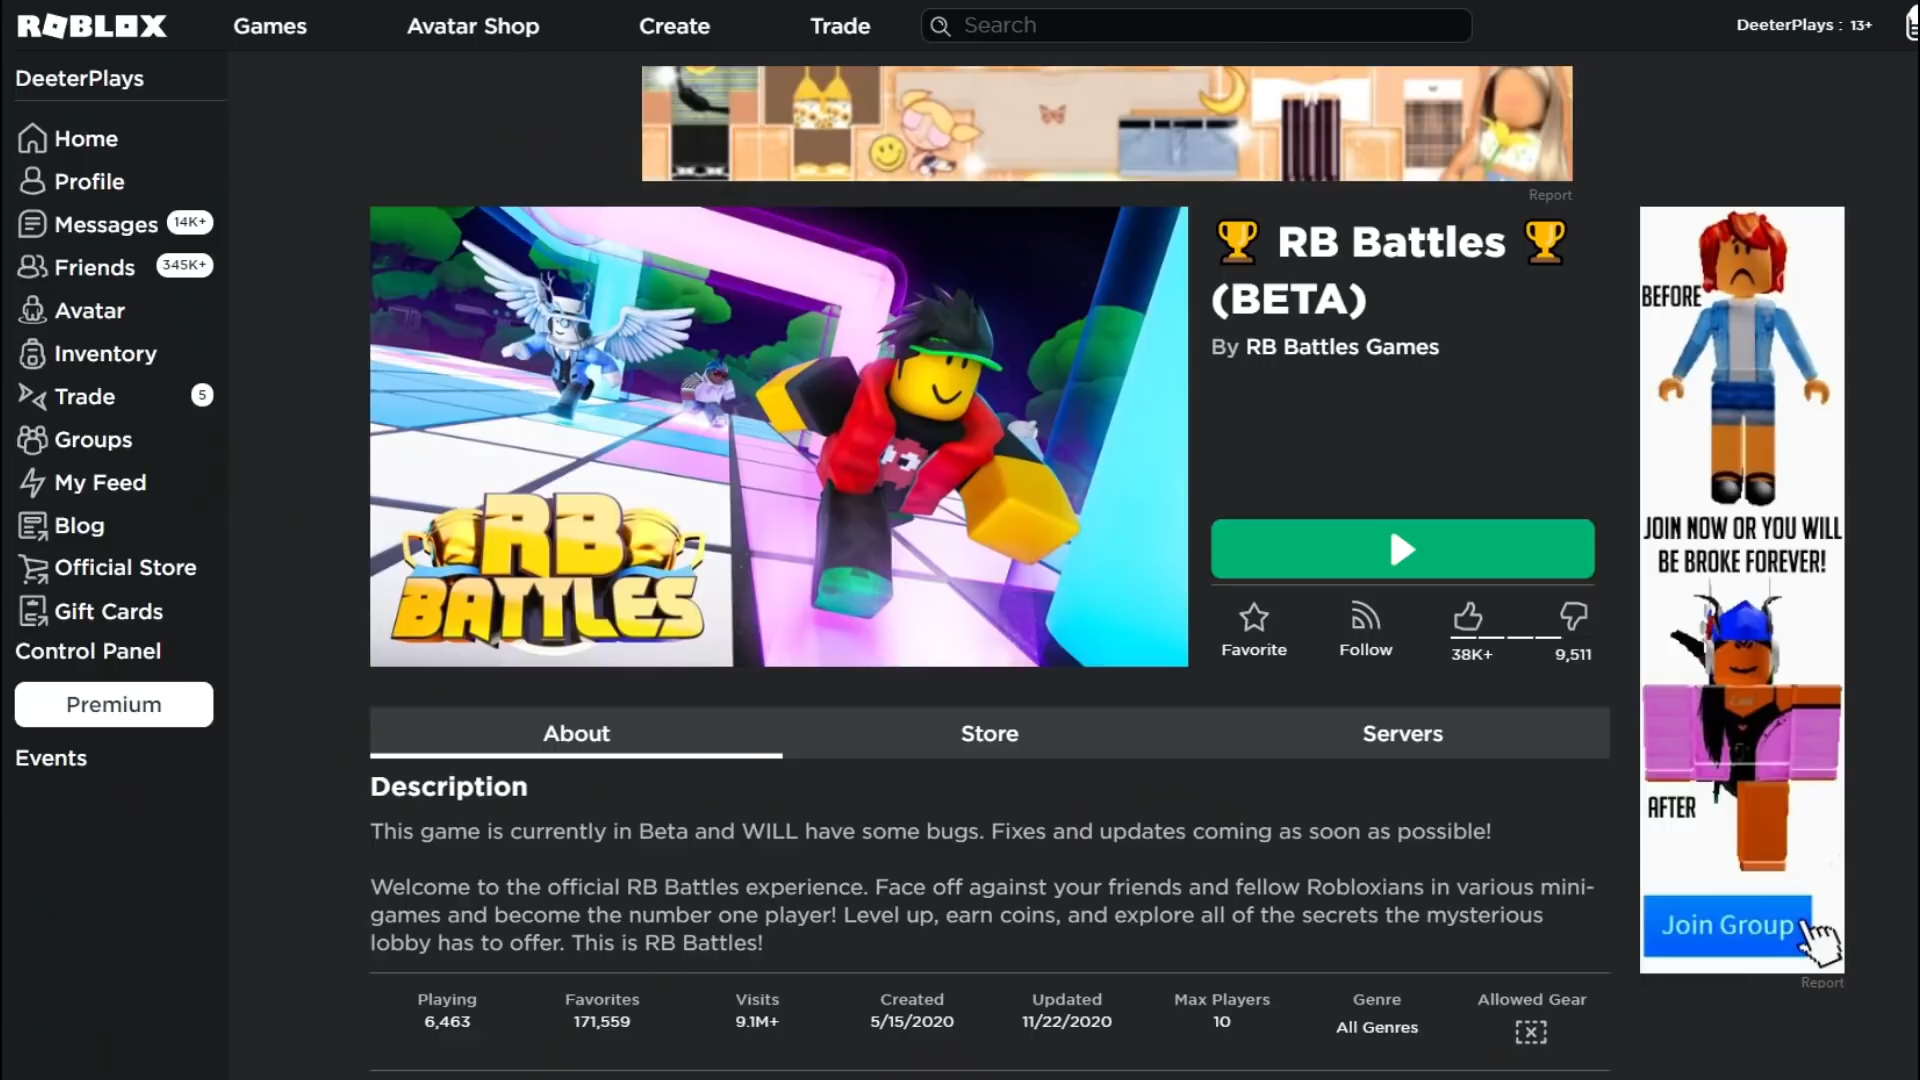 ROBLOX
Games
Avatar Shop
Create
Trade
Search
DeeterPlays : 13+
DeeterPlays
Home
Profile
Messages 14K+
Friends 345K+
Avatar
Inventory
Trade 5
Groups
My Feed
Blog
Official Store
Gift Cards
Control Panel
Premium
Events
Report
RB
BATTLES
🏆 RB Battles 🏆
(BETA)
By RB Battles Games
Favorite
Follow
38K+
9,511
BEFORE
JOIN NOW OR YOU WILL
BE BROKE FOREVER!
AFTER
Join Group
Report
About
Store
Servers
Description
This game is currently in Beta and WILL have some bugs. Fixes and updates coming as soon as possible!
Welcome to the official RB Battles experience. Face off against your friends and fellow Robloxians in various mini-
games and become the number one player! Level up, earn coins, and explore all of the secrets the mysterious
lobby has to offer. This is RB Battles!
Playing Favorites Visits Created Updated Max Players Genre Allowed Gear
6,463 171,559 9.1M+ 5/15/2020 11/22/2020 10 All Genres